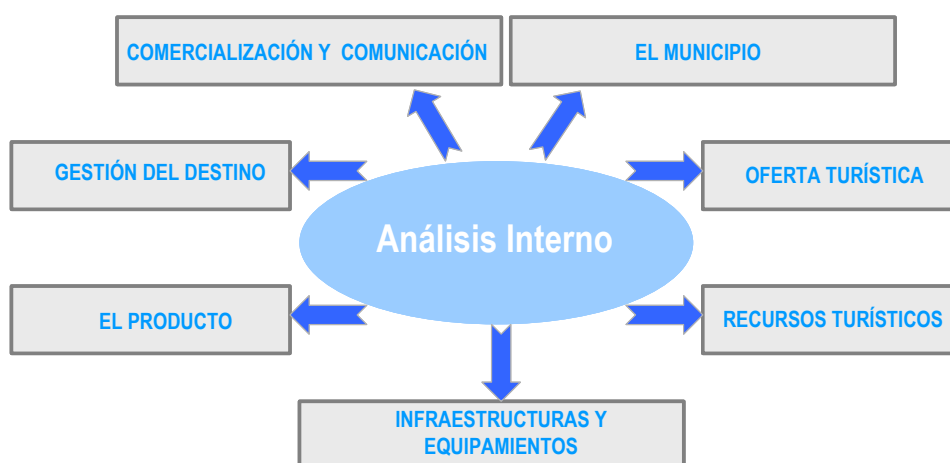 COMERCIALIZACIÓN Y COMUNICACIÓN
EL MUNICIPIO
GESTIÓN DEL DESTINO
OFERTA TURÍSTICA
Análisis Interno
EL PRODUCTO
RECURSOS TURÍSTICOS
INFRAESTRUCTURAS Y
EQUIPAMIENTOS